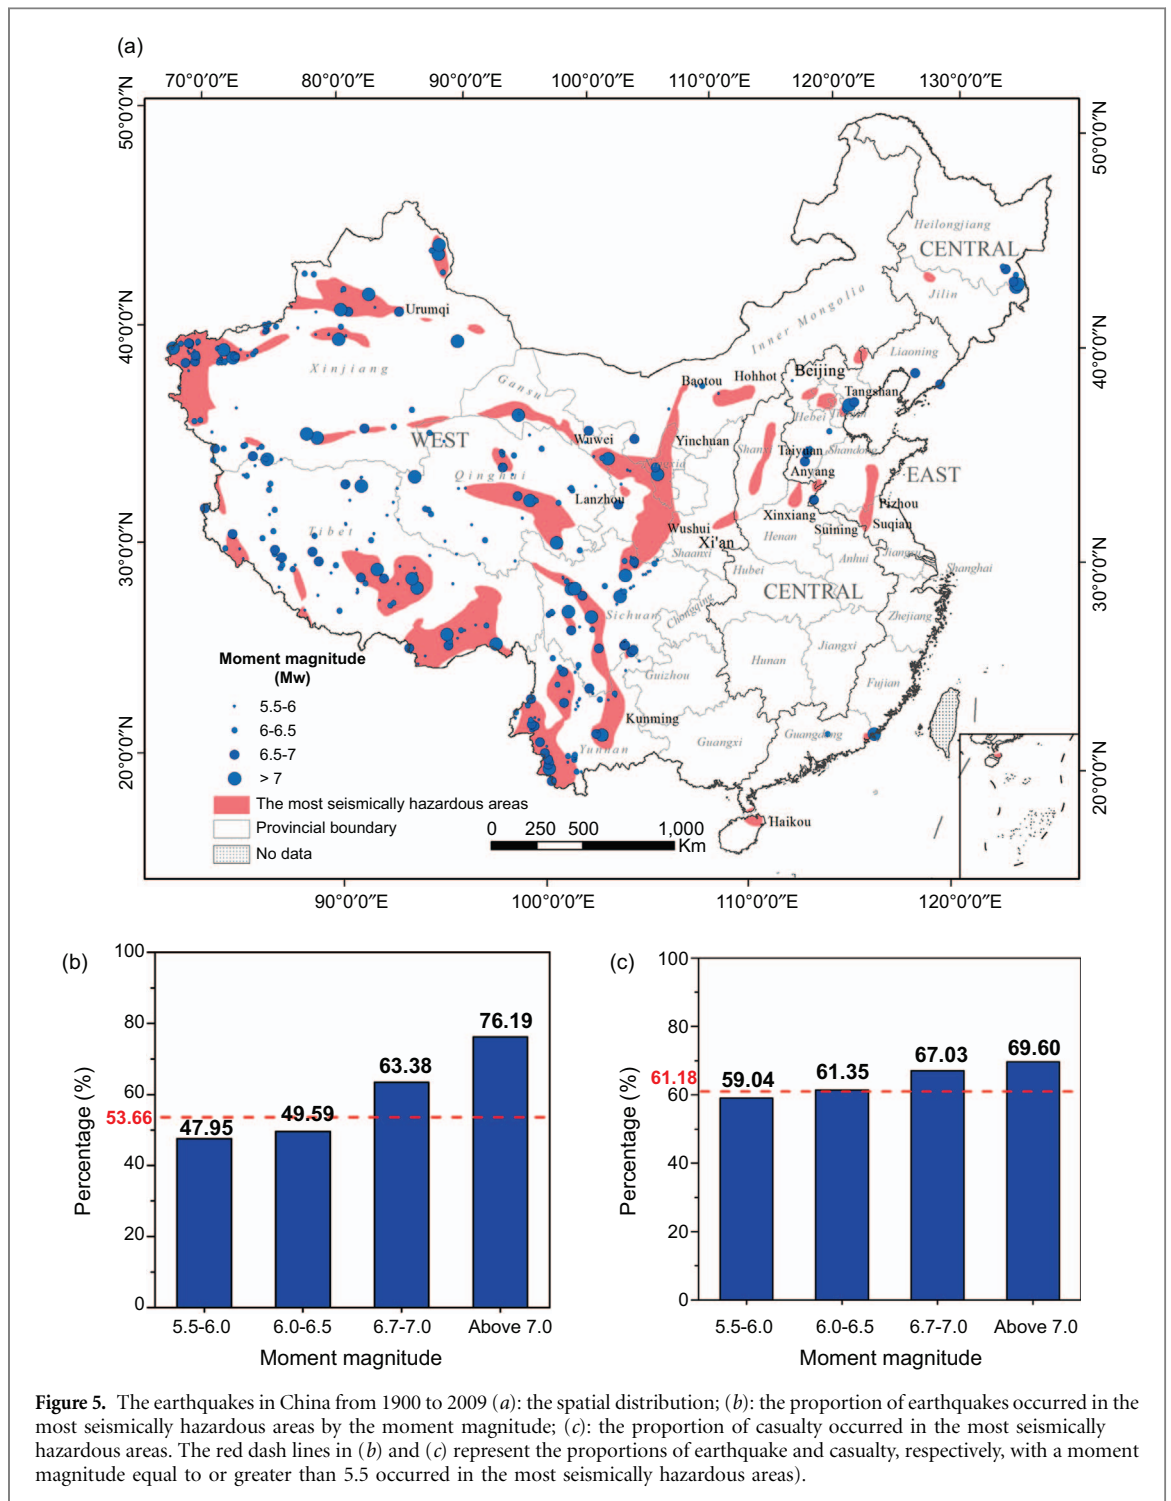 (a)
70°0′0″E 80°0′0″E 90°0′0″E 100°0′0″E 110°0′0″E 120°0′0″E 130°0′0″E
50°0′0″N
50°0′0″N
40°0′0″N
40°0′0″N
30°0′0″N
30°0′0″N
20°0′0″N
20°0′0″N
Heilongjiang
CENTRAL
Jilin
Inner Mongolia
Liaoning
Urumqi
Xinjiang
Gansu
Baotou
Hohhot
Beijing
Tangshan
Hebei
WEST
Wuwei
Yinchuan
Ningxia
Shanxi
Taiyuan
Shandong
Anyang
EAST
Qinghai
Lanzhou
Pizhou
Xinxiang
Suining
Suqian
Wushui
Xi'an
Henan
Tibet
Shaanxi
Anhui
Jiangsu
Hubei
Shanghai
CENTRAL
Sichuan
Chongqing
Zhejiang
Jiangxi
Hunan
Guizhou
Fujian
Kunming
Yunnan
Guangxi
Guangdong
Haikou
Moment magnitude
(Mw)
5.5-6
6-6.5
6.5-7
> 7
The most seismically hazardous areas
Provincial boundary
No data
0 250 500 1,000
Km
90°0′0″E 100°0′0″E 110°0′0″E 120°0′0″E
(b)
Percentage (%)
100
80
60
53.66
40
20
0
47.95
49.59
63.38
76.19
5.5-6.0 6.0-6.5 6.7-7.0 Above 7.0
Moment magnitude
(c)
Percentage (%)
100
80
61.18
60
40
20
0
59.04
61.35
67.03
69.60
5.5-6.0 6.0-6.5 6.7-7.0 Above 7.0
Moment magnitude
Figure 5. The earthquakes in China from 1900 to 2009 (a): the spatial distribution; (b): the proportion of earthquakes occurred in the
most seismically hazardous areas by the moment magnitude; (c): the proportion of casualty occurred in the most seismically
hazardous areas. The red dash lines in (b) and (c) represent the proportions of earthquake and casualty, respectively, with a moment
magnitude equal to or greater than 5.5 occurred in the most seismically hazardous areas).